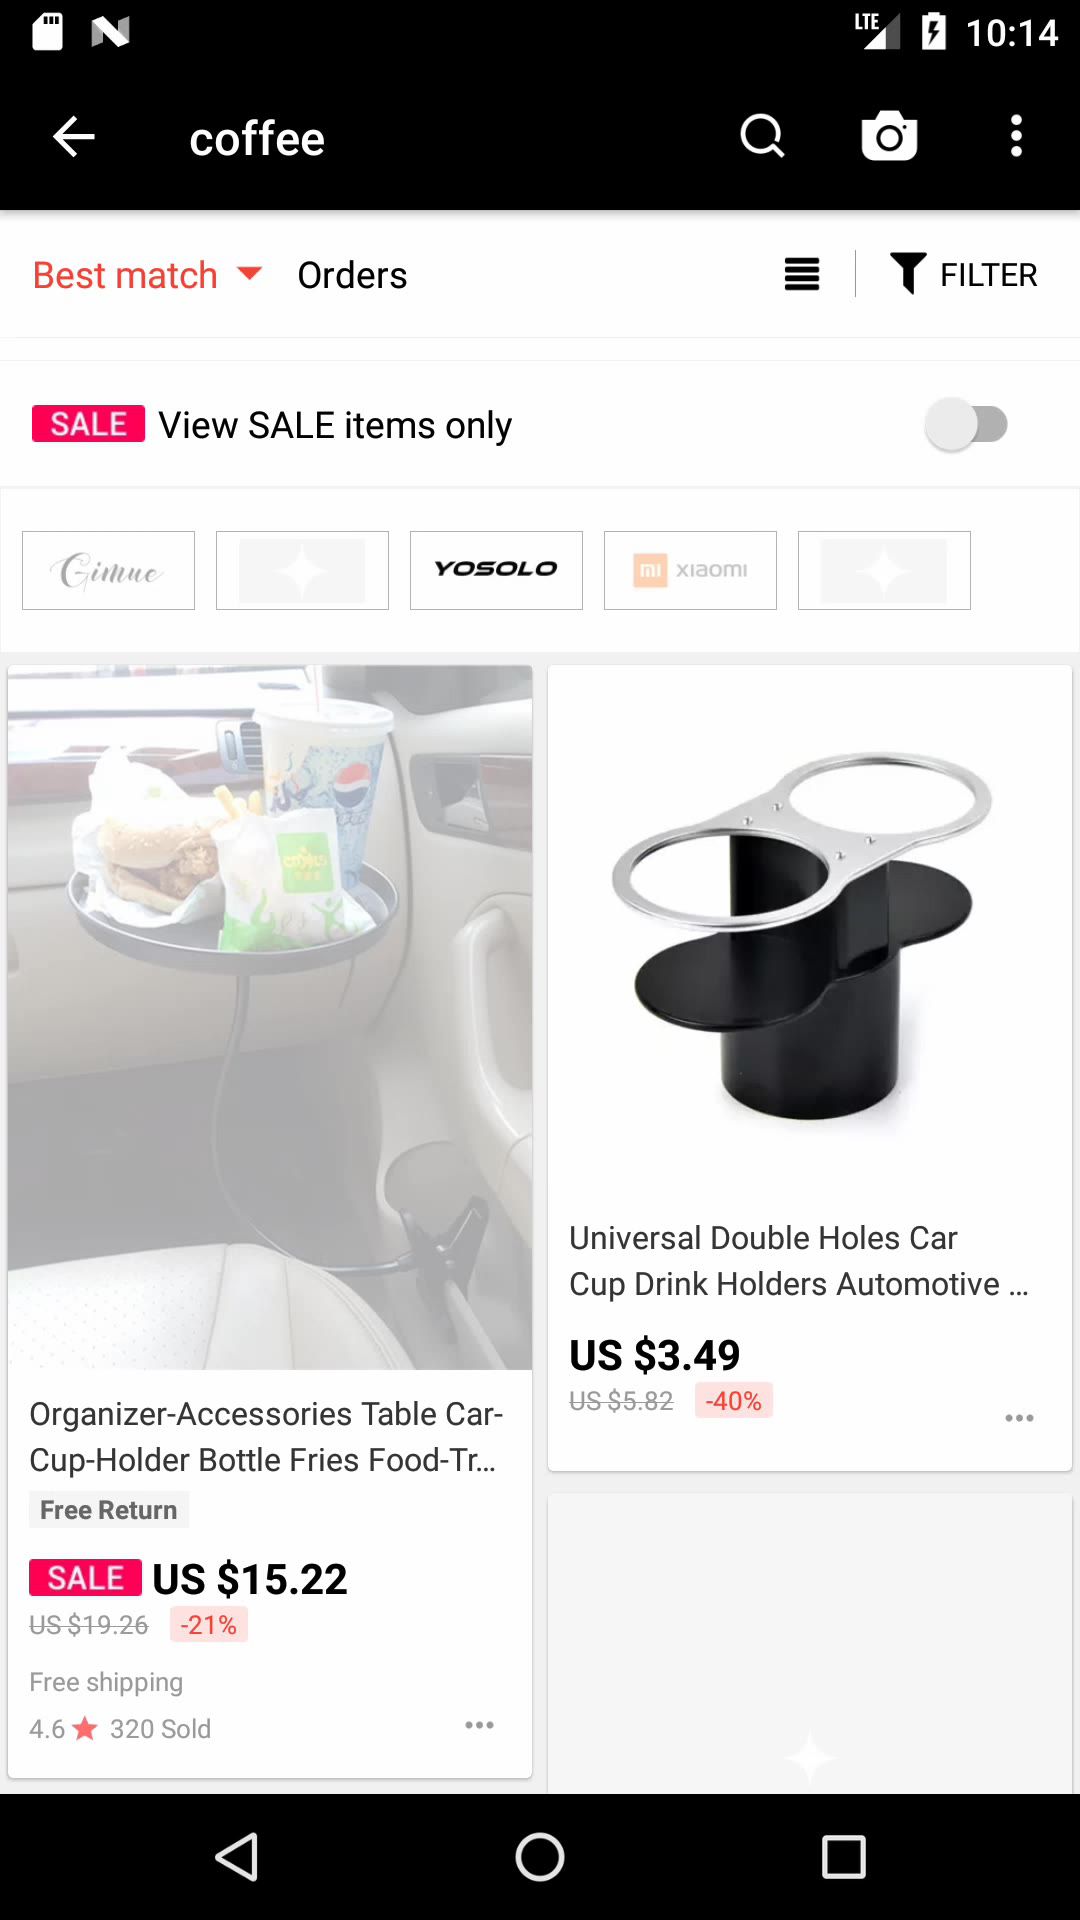 LTE 10:14
coffee
Best match Orders FILTER
SALE View SALE items only
Gimue YOSOLO mi xiaomi
Universal Double Holes Car
Cup Drink Holders Automotive ...
US $3.49
US $5.82 -40%
Organizer-Accessories Table Car-
Cup-Holder Bottle Fries Food-Tr...
Free Return
SALE US $15.22
US $19.26 -21%
Free shipping
4.6 320 Sold